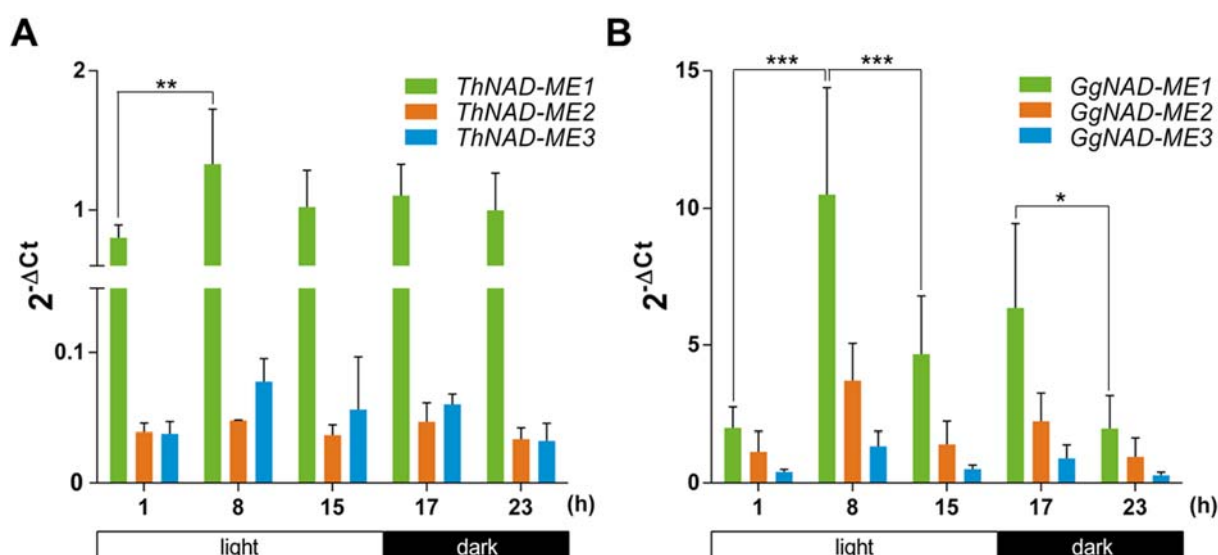 A
2
1
0.1
0
2-ΔCt
**
ThNAD-ME1
ThNAD-ME2
ThNAD-ME3
1 8 15 17 23 (h)
light dark
B
15
10
5
0
2-ΔCt
*** ***
*
GgNAD-ME1
GgNAD-ME2
GgNAD-ME3
1 8 15 17 23 (h)
light dark